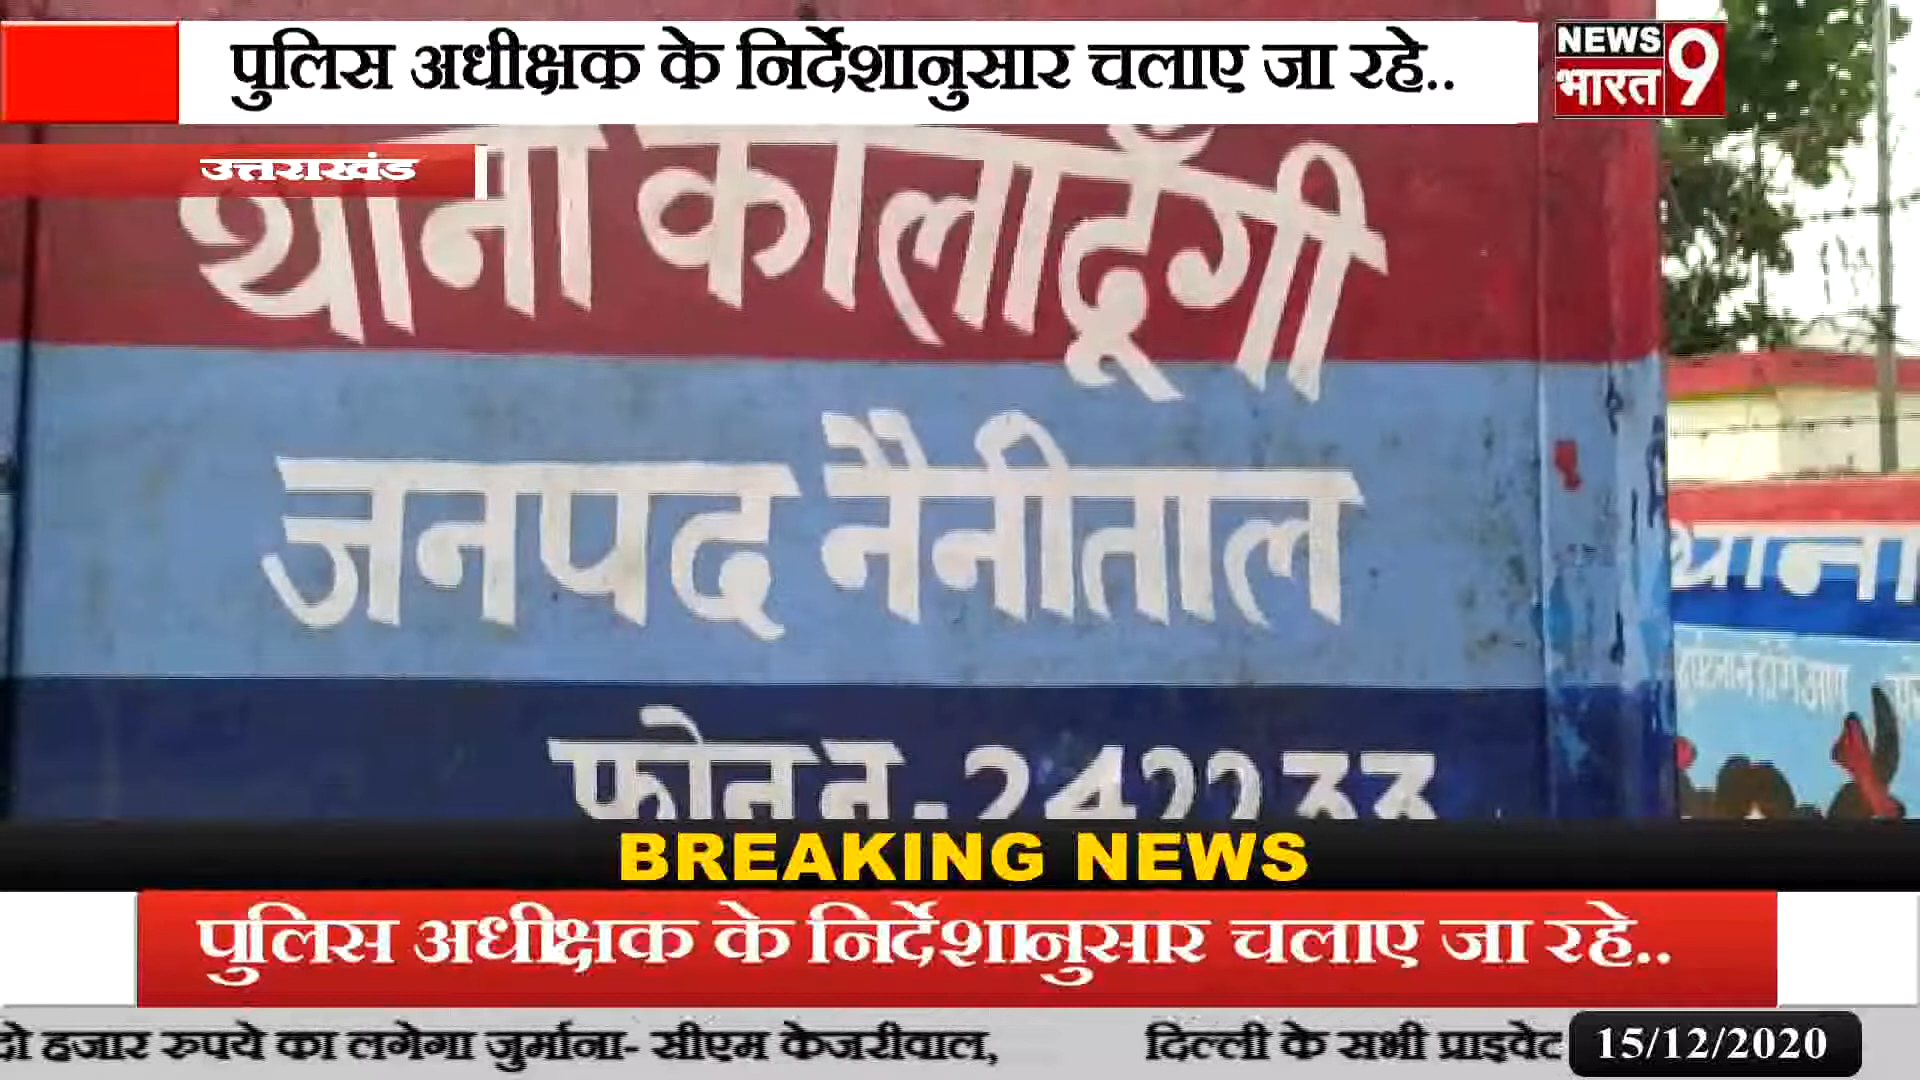 पुलिस अधीक्षक के निर्देशानुसार चलाए जा रहे..
NEWS
भारत 9
उत्तराखंड
थाना कालाढूँगी
जनपद नैनीताल
फोन न.-242233
थाना
BREAKING NEWS
पुलिस अधीक्षक के निर्देशानुसार चलाए जा रहे..
दो हजार रुपये का लगेगा जुर्माना- सीएम केजरीवाल, दिल्ली के सभी प्राइवेट
15/12/2020